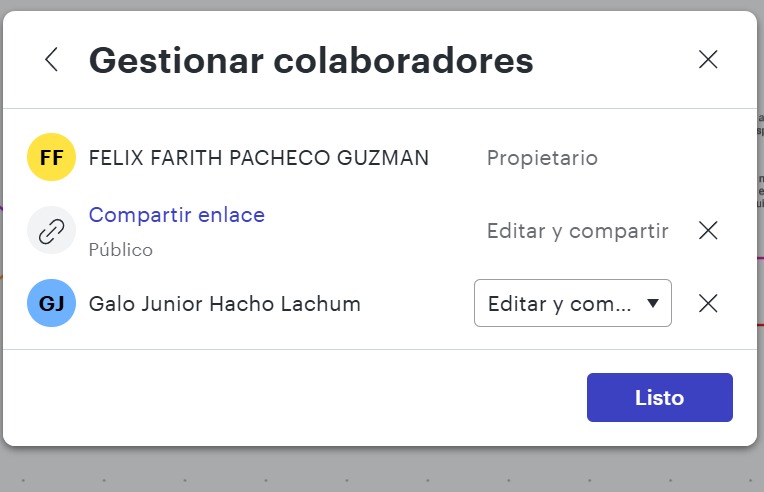 Gestionar colaboradores
FF FELIX FARITH PACHECO GUZMAN Propietario
Compartir enlace
Público
Editar y compartir
GJ Galo Junior Hacho Lachum Editar y com...
Listo